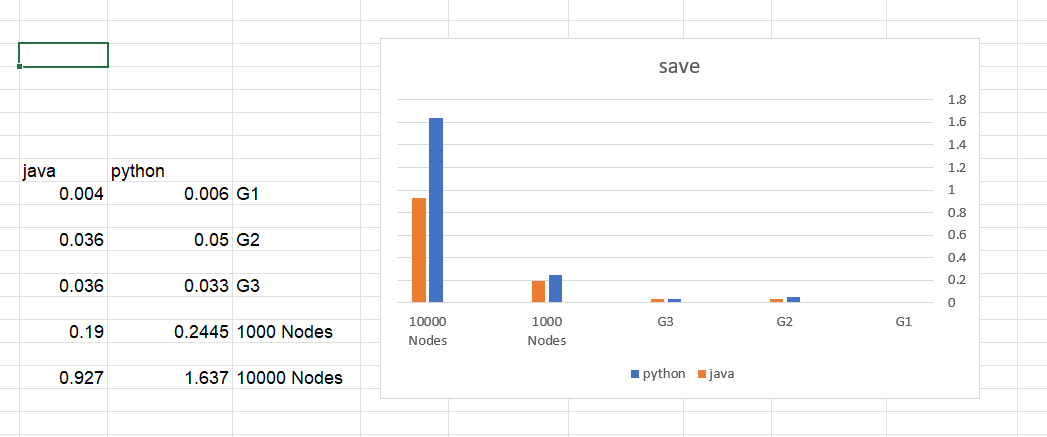 java python
0.004 0.006 G1
0.036 0.05 G2
0.036 0.033 G3
0.19 0.2445 1000 Nodes
0.927 1.637 10000 Nodes
save
1.8
1.6
1.4
1.2
1
0.8
0.6
0.4
0.2
0
10000 Nodes
1000 Nodes
G3
G2
G1
python java